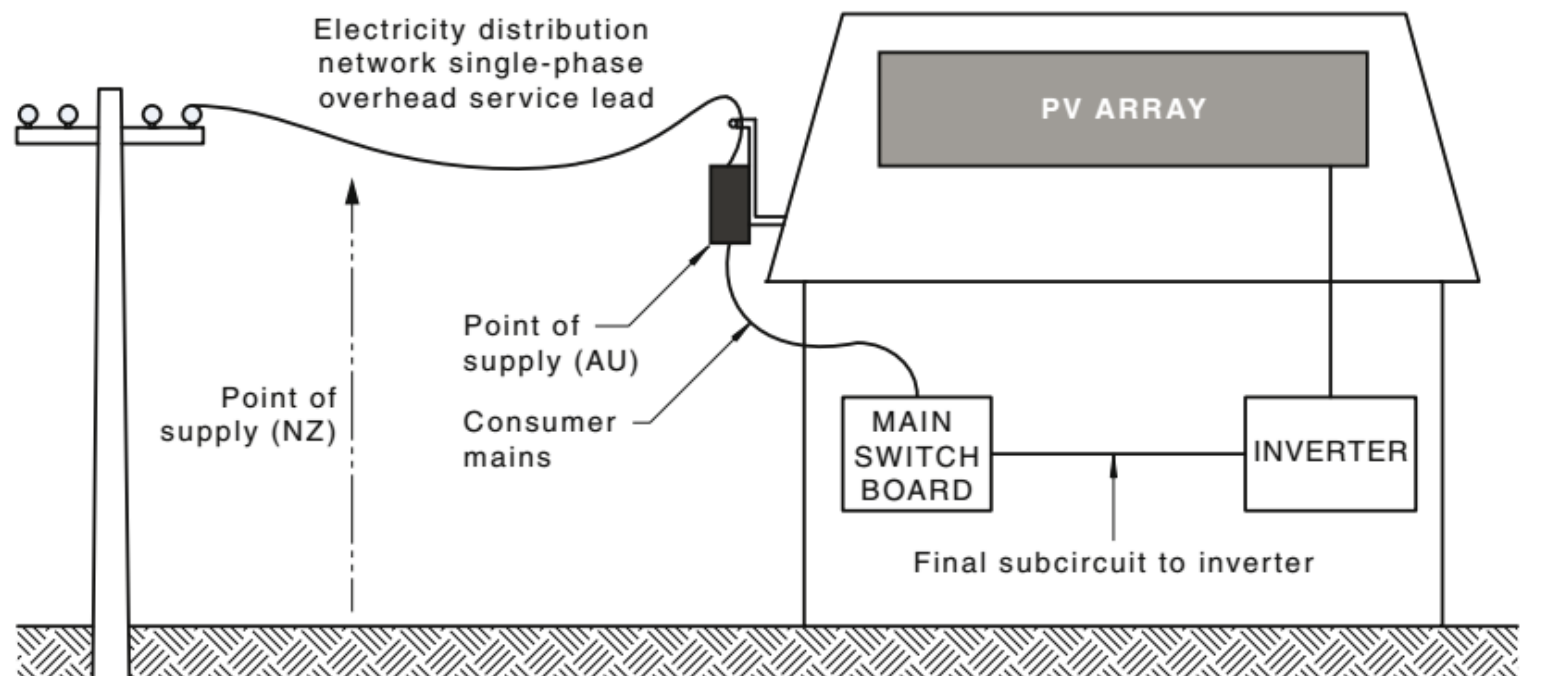 Electricity distribution
network single-phase
overhead service lead
PV ARRAY
Point of
supply (AU)
Point of
supply (NZ)
Consumer
mains
MAIN
SWITCH
BOARD
INVERTER
Final subcircuit to inverter